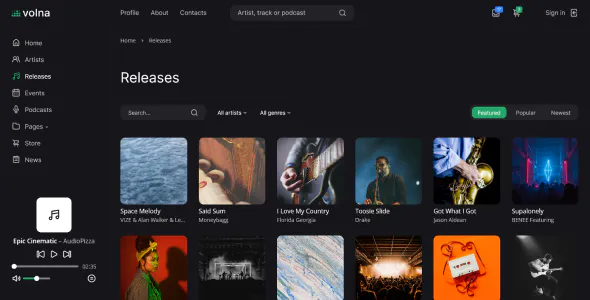 volna
Profile
About
Contacts
Artist, track or podcast
Sign in
Home
Artists
Releases
Events
Podcasts
Pages
Store
News
Epic Cinematic – AudioPizza
02:35
Home > Releases
Releases
Search...
All artists
All genres
Featured
Popular
Newest
Space Melody
VIZE & Alan Walker & Le...
Said Sum
Moneybagg
I Love My Country
Florida Georgia
Toosie Slide
Drake
Got What I Got
Jason Aldean
Supalonely
BENEE Featuring